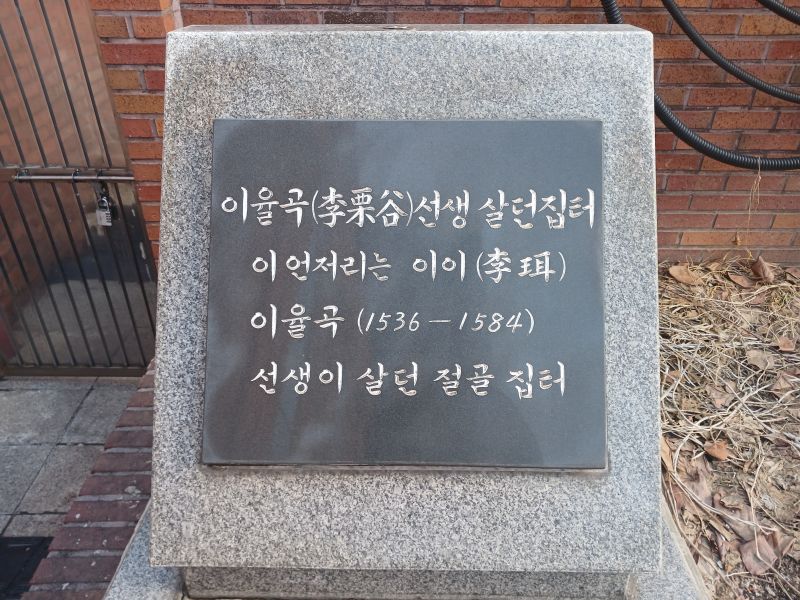 이율곡(李栗谷)선생 살던집터
이 언저리는 이이(李珥)
이율곡 (1536－1584)
선생이 살던 절골 집터